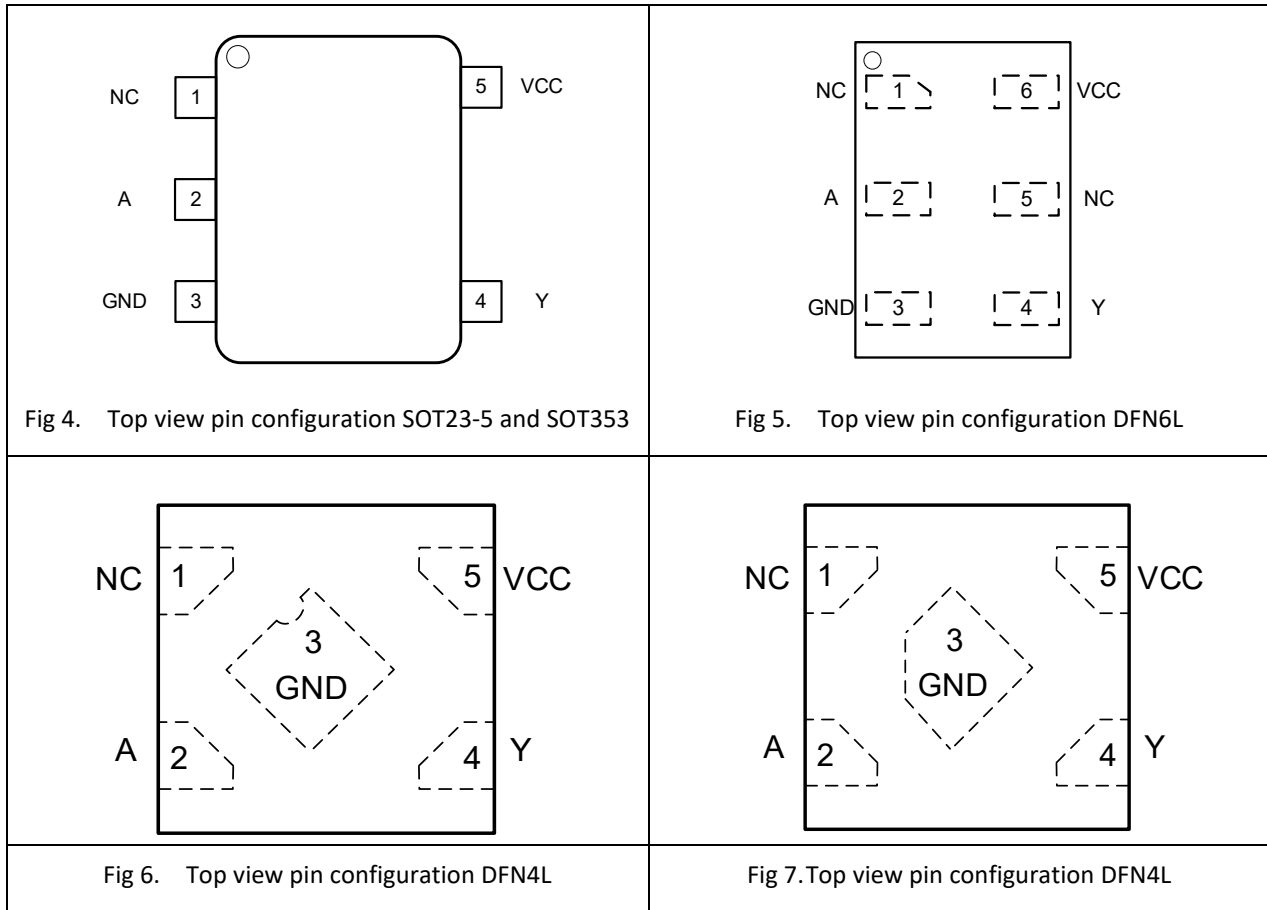 NC 1 5 VCC
A 2
GND 3 4 Y
Fig 4. Top view pin configuration SOT23-5 and SOT353
NC 1 6 VCC
A 2 5 NC
GND 3 4 Y
Fig 5. Top view pin configuration DFN6L
NC 1 5 VCC
3
GND
A 2 4 Y
Fig 6. Top view pin configuration DFN4L
NC 1 5 VCC
3
GND
A 2 4 Y
Fig 7.Top view pin configuration DFN4L